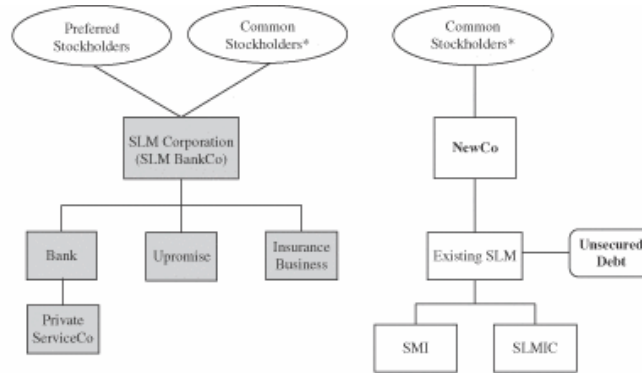 Preferred
Stockholders
Common
Stockholders*
Common
Stockholders*
SLM Corporation
(SLM BankCo)
NewCo
Bank
Upromise
Insurance
Business
Existing SLM
Unsecured
Debt
Private
ServiceCo
SMI
SLMIC